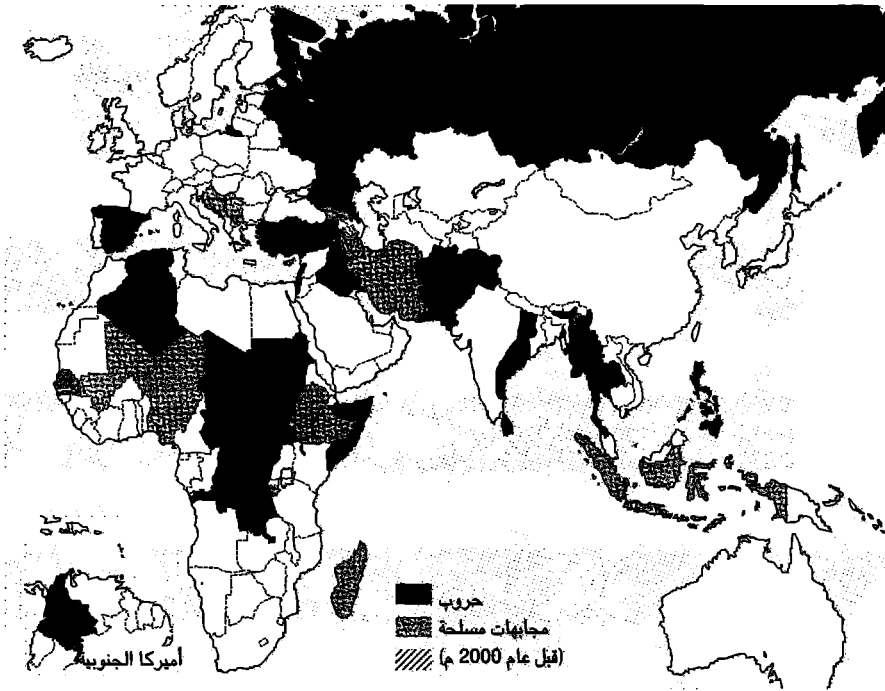 حروب
مجابهات مسلحة
(قبل عام 2000 م)
أميركا الجنوبية